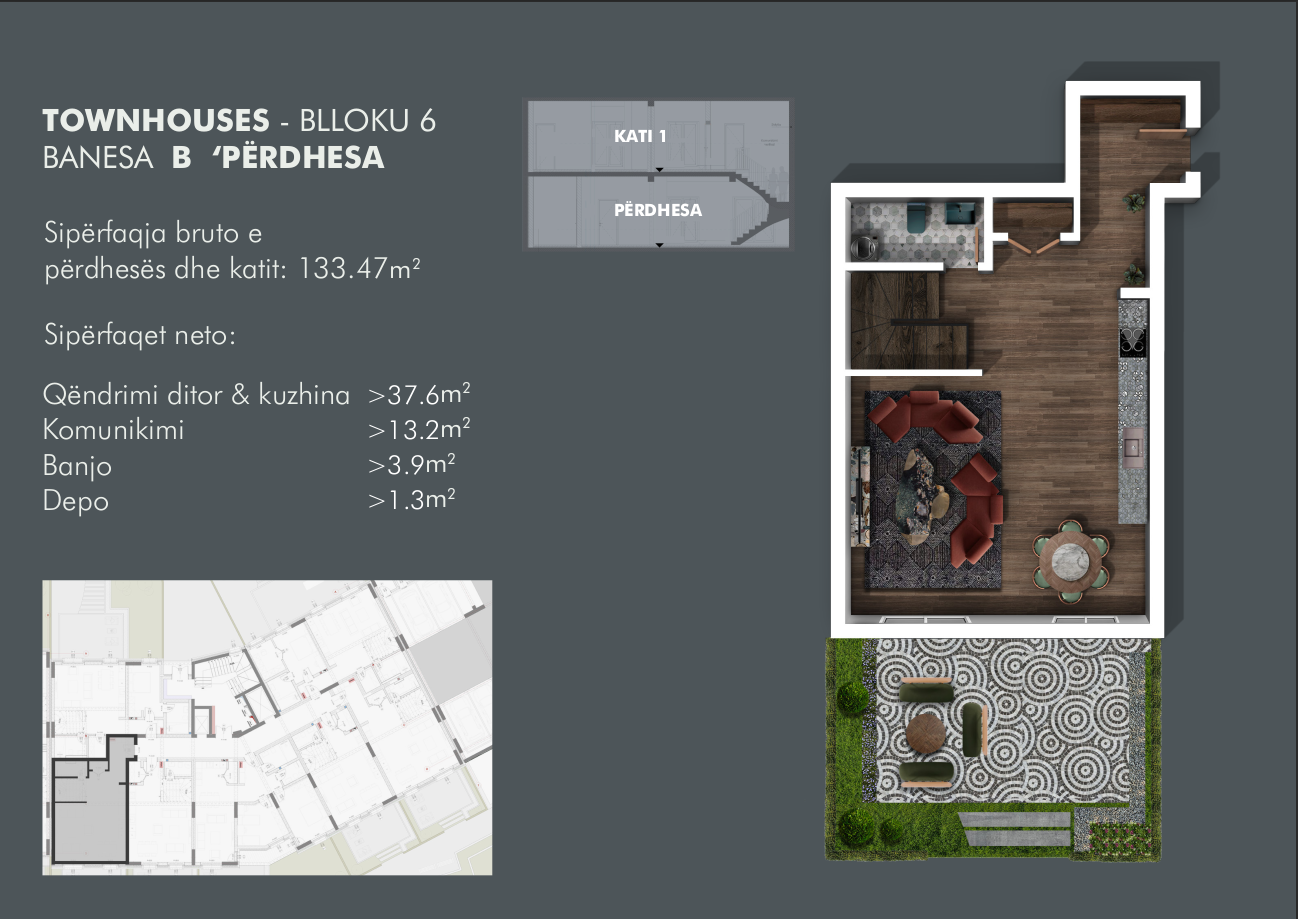 TOWNHOUSES - BLLOKU 6
BANESA B ‘PËRDHESA
Sipërfaqja bruto e
përdhesës dhe katit: 133.47m²
Sipërfaqet neto:
Qëndrimi ditor & kuzhina >37.6m²
Komunikimi >13.2m²
Banjo >3.9m²
Depo >1.3m²
KATI 1
PËRDHESA